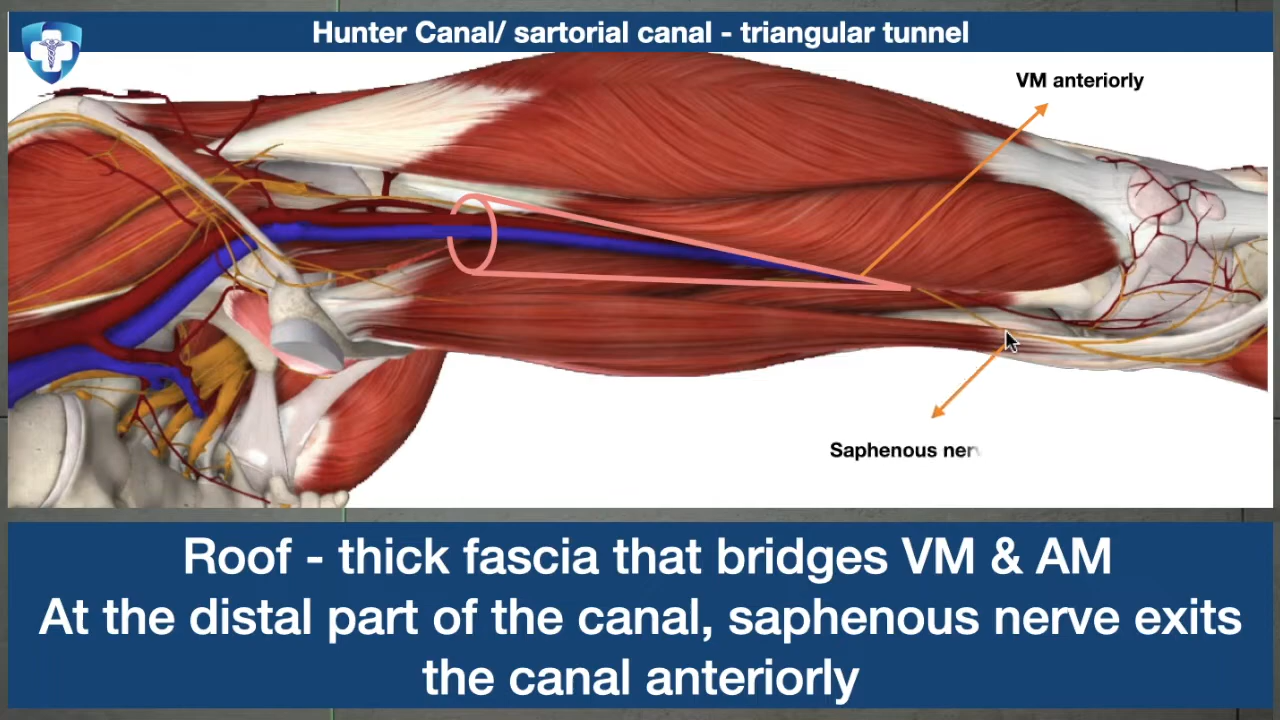 Hunter Canal/ sartorial canal - triangular tunnel
VM anteriorly
Saphenous nerv
Roof - thick fascia that bridges VM & AM
At the distal part of the canal, saphenous nerve exits
the canal anteriorly